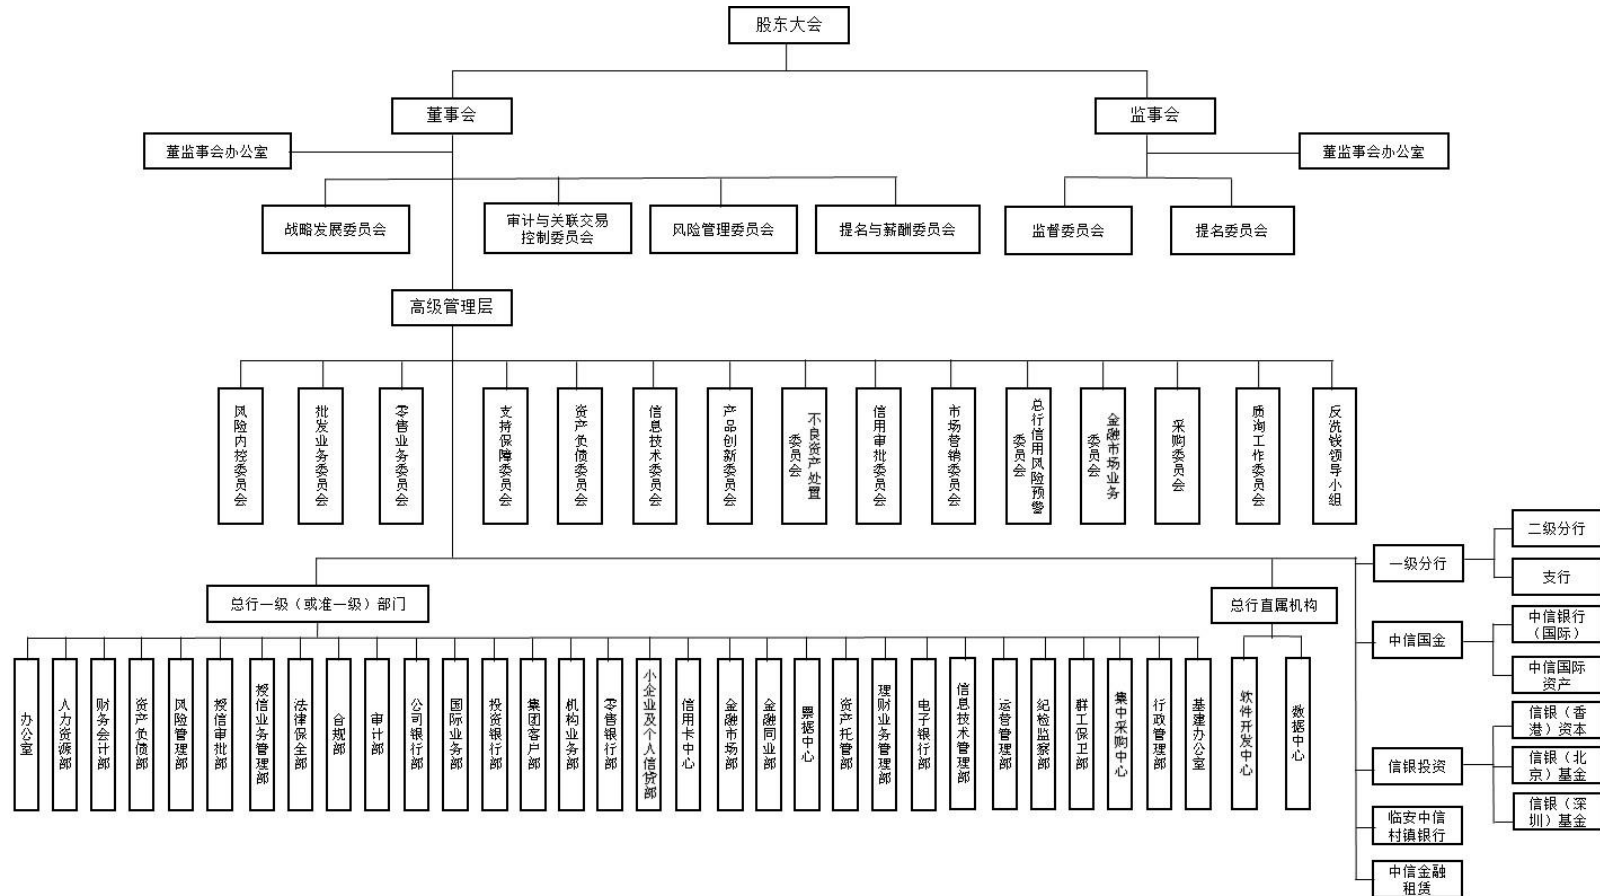 股东大会
董事会
监事会
董监事会办公室
董监事会办公室
战略发展委员会
审计与关联交易
控制委员会
风险管理委员会
提名与薪酬委员会
监督委员会
提名委员会
高级管理层
风险内控委员会
批发业务委员会
零售业务委员会
支持保障委员会
资产负债委员会
信息技术委员会
产品创新委员会
不良资产处置
委员会
信用审批委员会
市场营销委员会
总行信用风险预警
委员会
金融市场业务
委员会
采购委员会
质询工作委员会
反洗钱领导小组
总行一级（或准一级）部门
总行直属机构
办公室
人力资源部
财务会计部
资产负债部
风险管理部
授信审批部
授信业务管理部
法律保全部
合规部
审计部
公司银行部
国际业务部
投资银行部
集团客户部
机构业务部
零售银行部
小企业及个人信贷部
信用卡中心
金融市场部
金融同业部
票据中心
资产托管部
理财业务管理部
电子银行部
信息技术管理部
运营管理部
纪检监察部
群工保卫部
集中采购中心
行政管理部
基建办公室
软件开发中心
数据中心
一级分行
二级分行
支行
中信国金
中信银行
（国际）
中信国际
资产
信银投资
信银（香
港）资本
信银（北
京）基金
信银（深
圳）基金
临安中信
村镇银行
中信金融
租赁